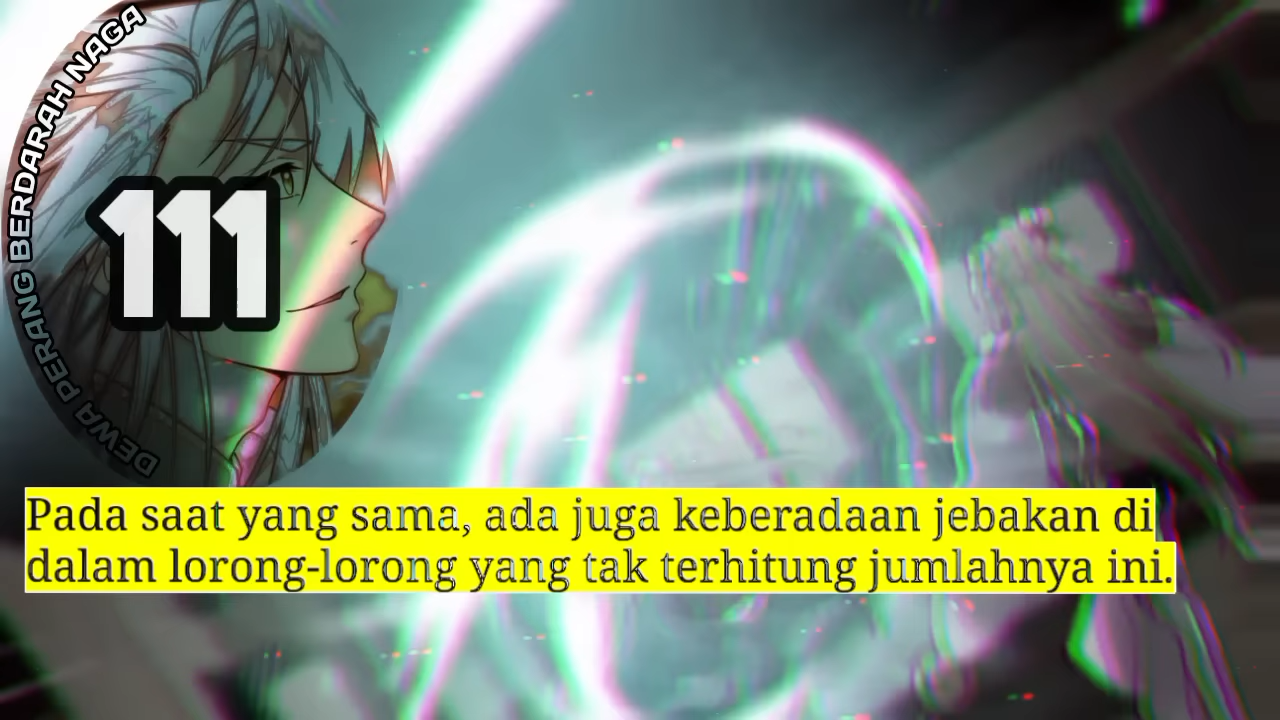 DEWA PERANG BERDARAH NAGA
111
Pada saat yang sama, ada juga keberadaan jebakan di
dalam lorong-lorong yang tak terhitung jumlahnya ini.